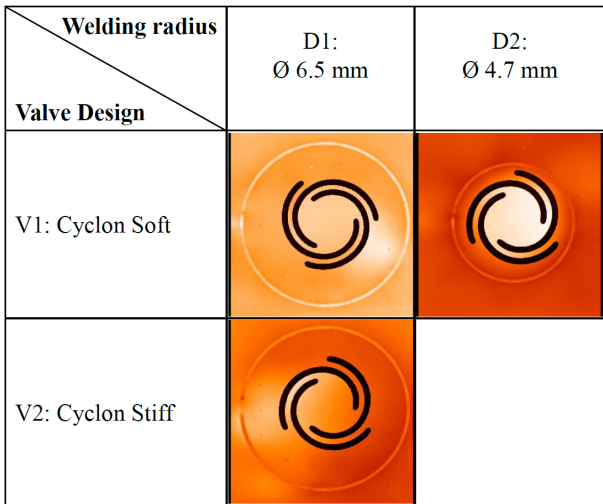 Welding radius
Valve Design
D1:
Ø 6.5 mm
D2:
Ø 4.7 mm
V1: Cyclon Soft
V2: Cyclon Stiff